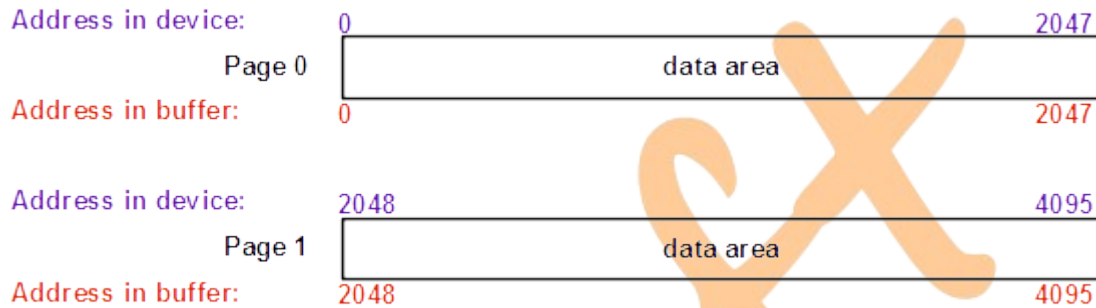 Address in device: 0 2047
Page 0 data area
Address in buffer: 0 2047
Address in device: 2048 4095
Page 1 data area
Address in buffer: 2048 4095